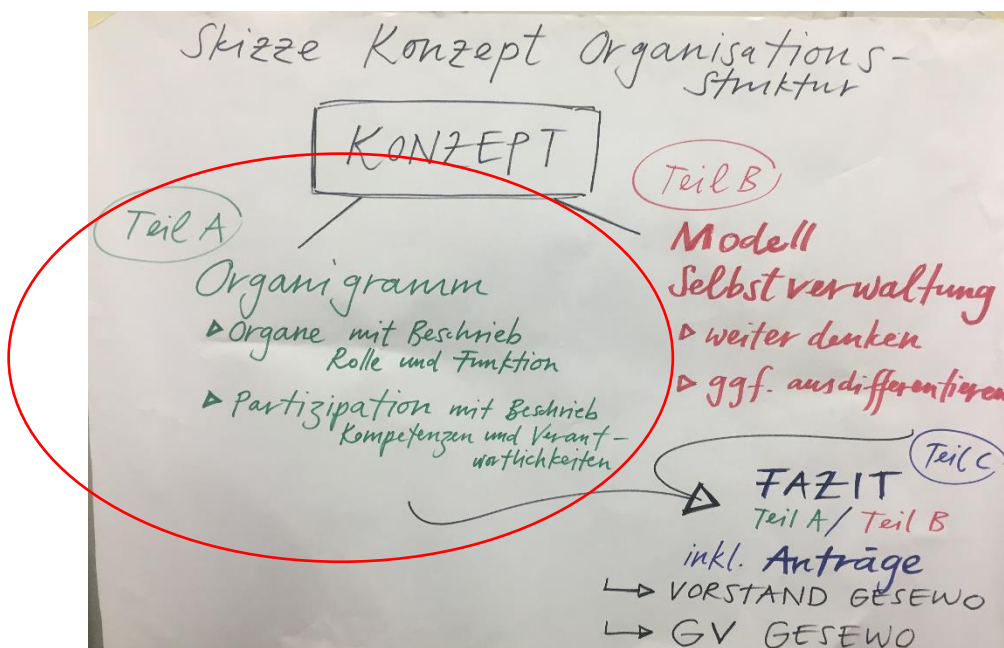 Skizze Konzept Organisations-
struktur
KONZEPT
Teil A
Organigramm
▷ Organe mit Beschrieb
Rolle und Funktion
▷ Partizipation mit Beschrieb
Kompetenzen und Verant-
wortlichkeiten
Teil B
Modell
Selbstverwaltung
▷ weiter denken
▷ ggf. ausdifferentieren
Teil C
FAZIT
Teil A / Teil B
inkl. Anträge
↳ VORSTAND GESEWO
↳ GV GESEWO